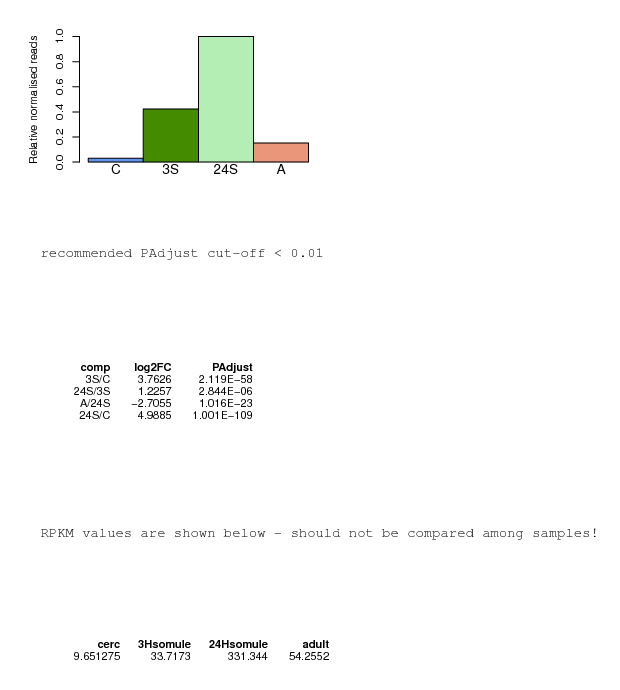 Relative normalised reads
1.0
0.8
0.6
0.4
0.2
0.0
C 3S 24S A
recommended PAdjust cut-off < 0.01
comp log2FC PAdjust
3S/C 3.7626 2.119E-58
24S/3S 1.2257 2.844E-06
A/24S -2.7055 1.016E-23
24S/C 4.9885 1.001E-109
RPKM values are shown below - should not be compared among samples!
cerc 3Hsomule 24Hsomule adult
9.651275 33.7173 331.344 54.2552